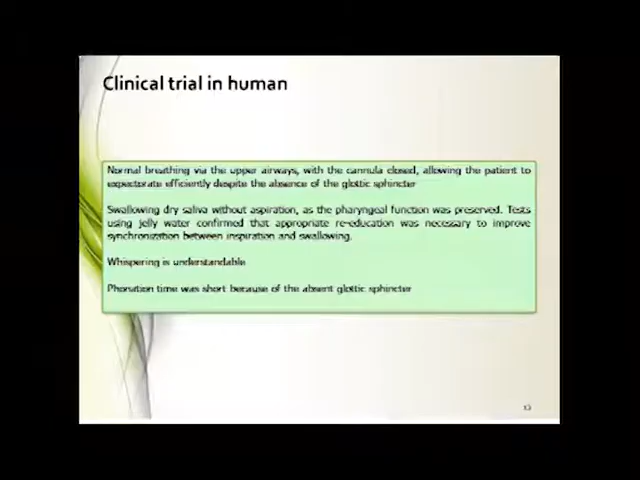 Clinical trial in human
Normal breathing via the upper airways, with the cannula closed, allowing the patient to
expectorate efficiently despite the absence of the glottic sphincter
Swallowing dry saliva without aspiration, as the pharyngeal function was preserved. Tests
using jelly water confirmed that appropriate re-education was necessary to improve
synchronization between inspiration and swallowing.
Whispering is understandable
Phonation time was short because of the absent glottic sphincter